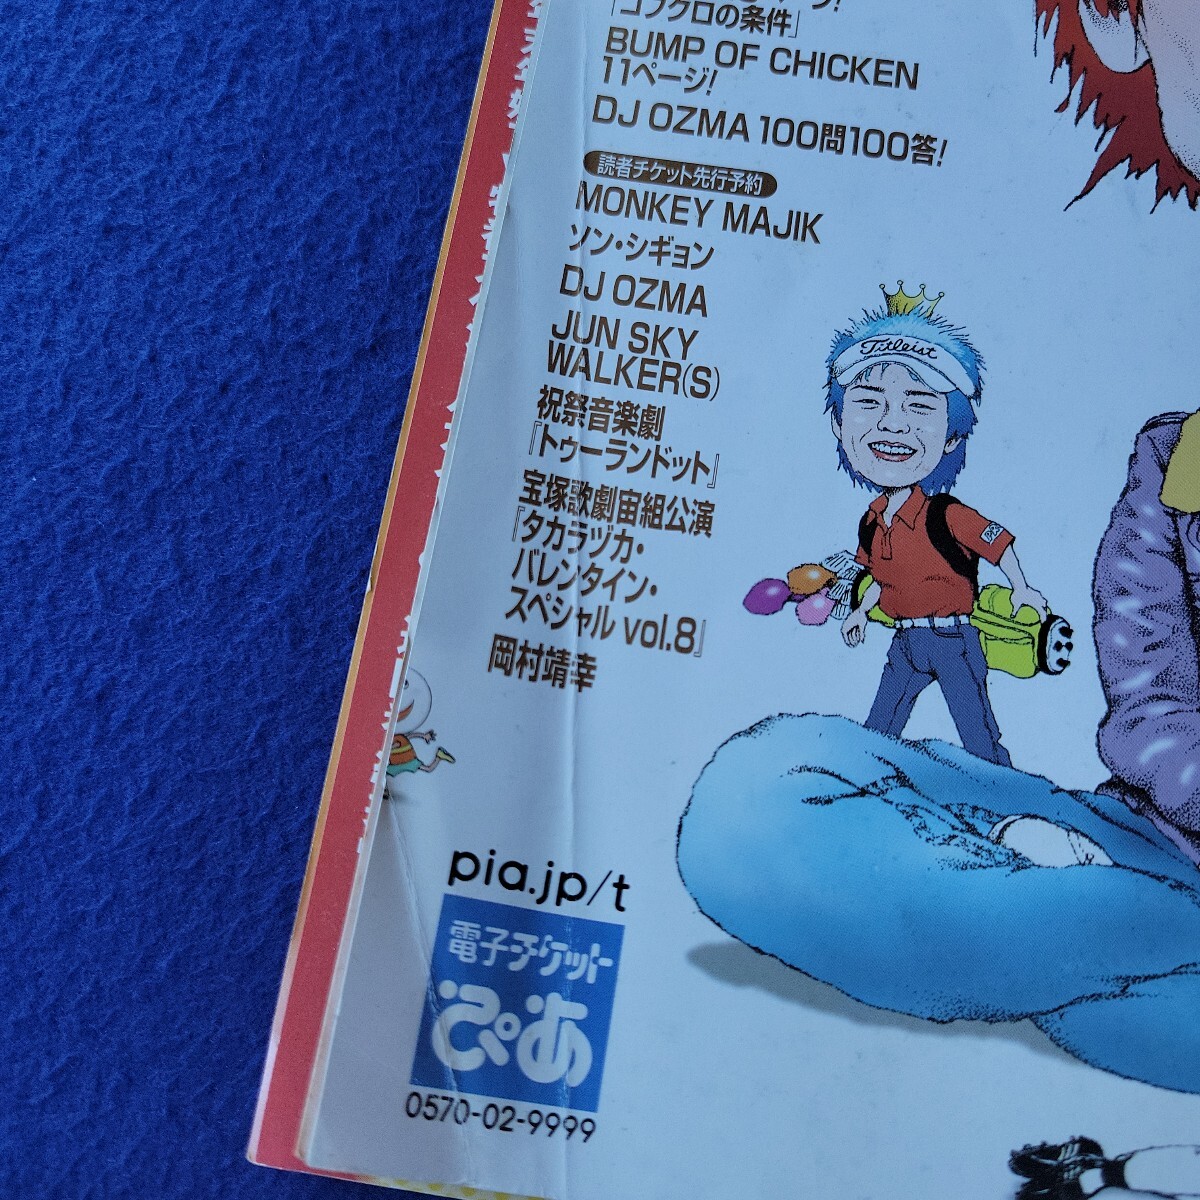 「コブクロの条件」
BUMP OF CHICKEN
11ページ!
DJ OZMA 100問100答!
読者チケット先行予約
MONKEY MAJIK
ソン・シギョン
DJ OZMA
JUN SKY
WALKER(S)
祝祭音楽劇
『トゥーランドット』
宝塚歌劇宙組公演
『タカラヅカ・
バレンタイン・
スペシャル vol.8』
岡村靖幸
Titleist
pia.jp/t
電子チケット
ぴあ
0570-02-9999